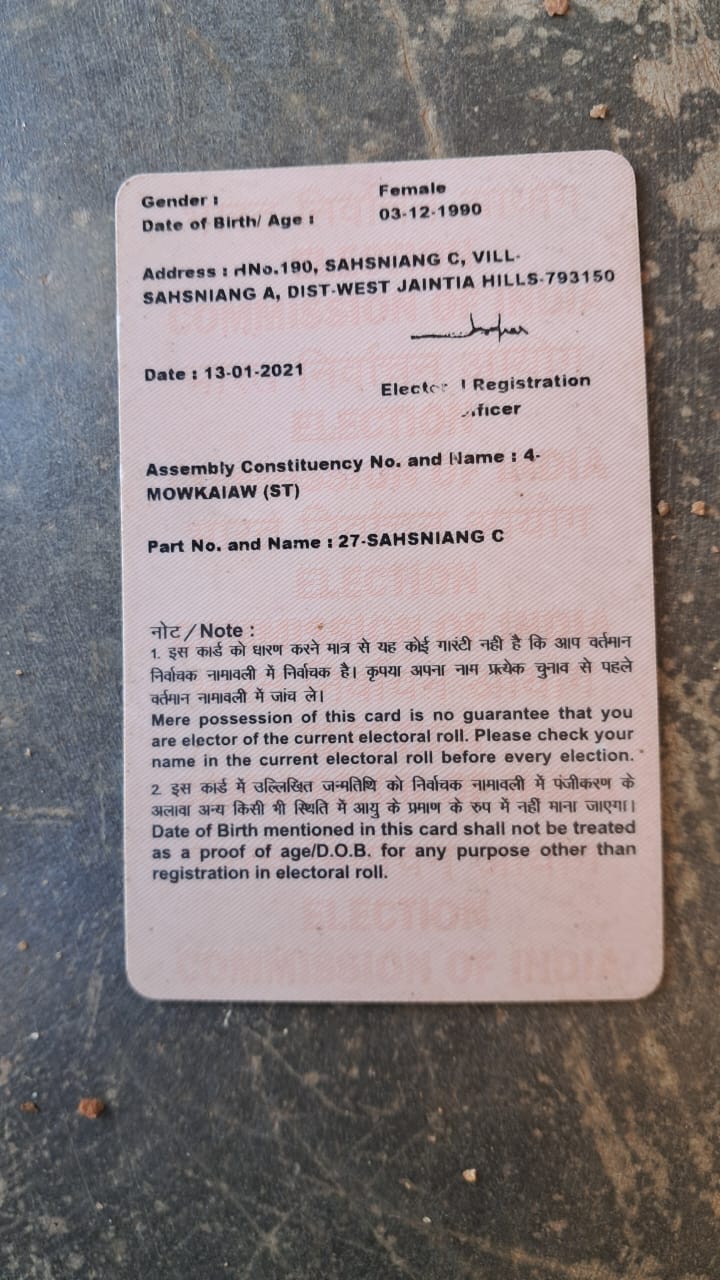 Gender : Female
Date of Birth/ Age : 03-12-1990
Address : HNo.190, SAHSNIANG C, VILL-
SAHSNIANG A, DIST-WEST JAINTIA HILLS-793150
Date : 13-01-2021
Registration
Assembly Constituency No. and Name : 4-
MOWKAIAW (ST)
Part No. and Name : 27-SAHSNIANG C
नोट / Note :
1. इस कार्ड को धारण करने मात्र से यह कोई गारंटी नही है कि आप वर्तमान
निर्वाचक नामावली में निर्वाचक है। कृपया अपना नाम प्रत्येक चुनाव से पहले
वर्तमान नामावली में जांच ले।
Mere possession of this card is no guarantee that you
are elector of the current electoral roll. Please check your
name in the current electoral roll before every election.
2. इस कार्ड में उल्लिखित जन्मतिथि को निर्वाचक नामावली में पंजीकरण के
अलावा अन्य किसी भी स्थिति में आयु के प्रमाण के रुप में नहीं माना जाएगा।
Date of Birth mentioned in this card shall not be treated
as a proof of age/D.O.B. for any purpose other than
registration in electoral roll.
ELECTION
COMMISSION OF INDIA